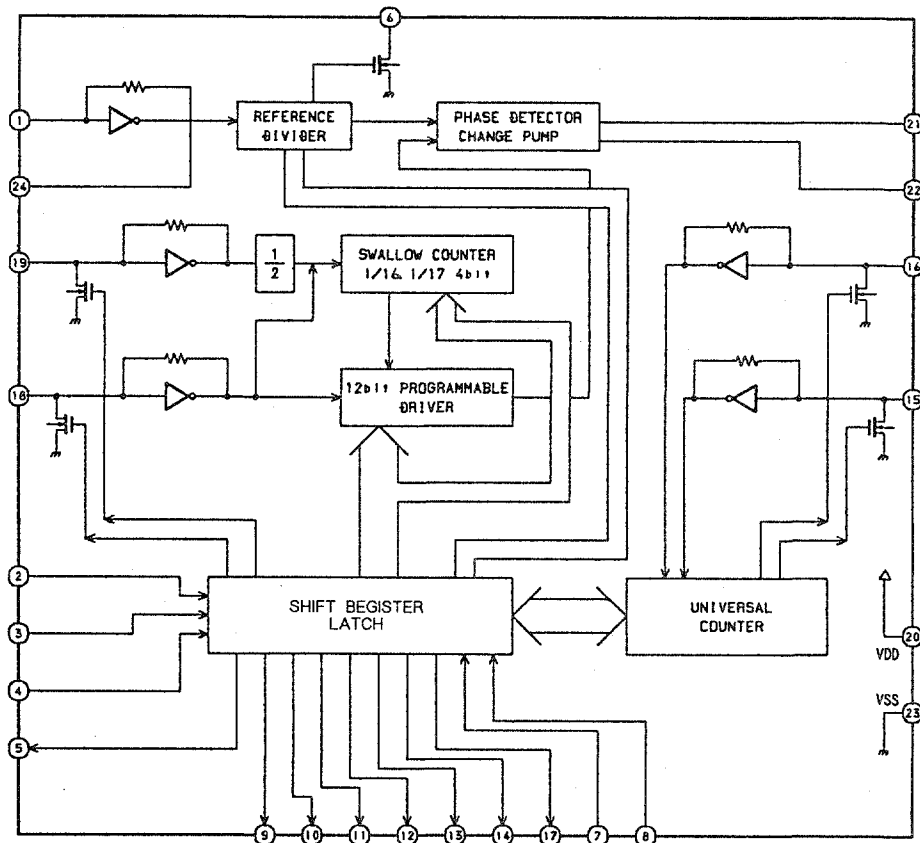 6
1
REFERENCE
DIVIDER
PHASE DETECTOR
CHANGE PUMP
21
24
22
19
1
2
SWALLOW COUNTER
1/16, 1/17 4bit
16
18
12bit PROGRAMMABLE
DRIVER
15
2
3
4
SHIFT BEGISTER
LATCH
UNIVERSAL
COUNTER
20
VDD
VSS
23
5
9
10
11
12
13
14
17
7
8